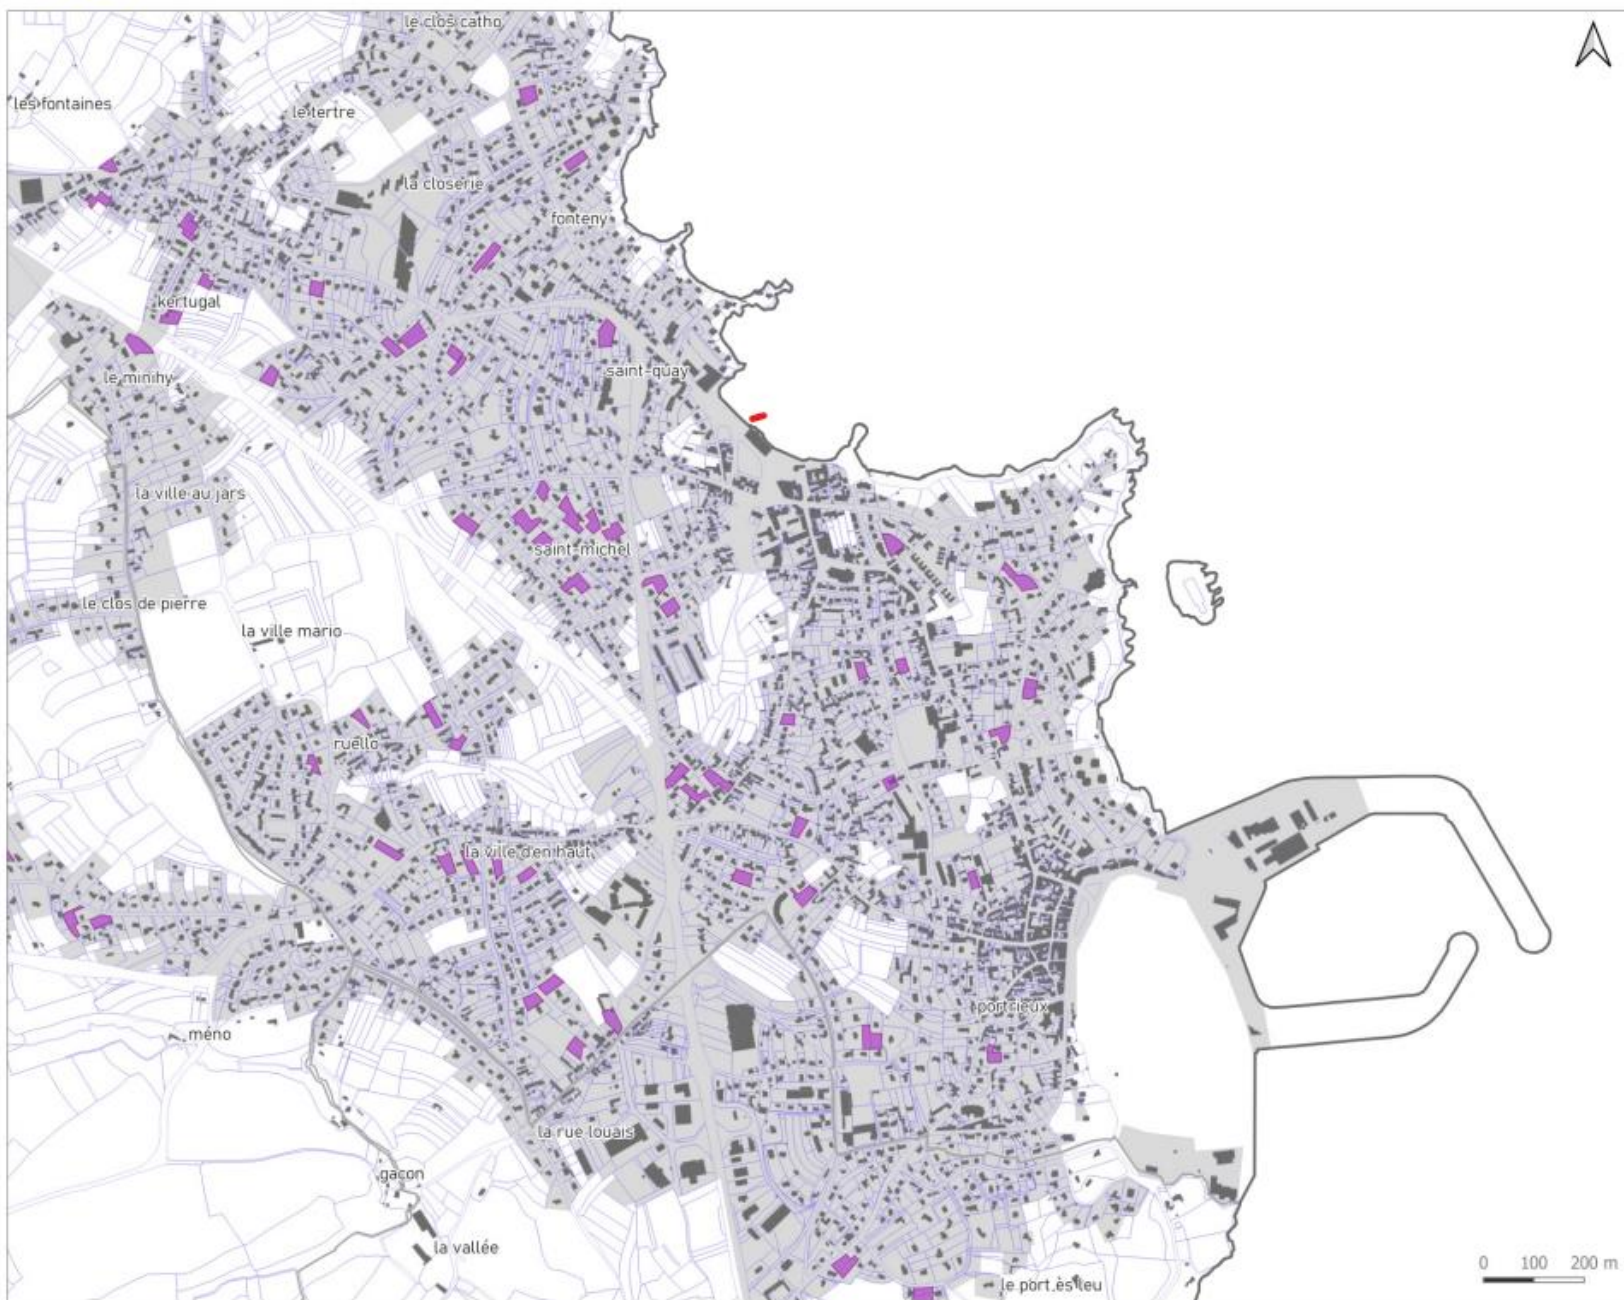 le clos catho
les fontaines
le tertre
la closerie
fonteny
kertugal
saint-quay
le minihy
la ville au jars
saint-michel
le clos de pierre
la ville mario
ruello
la ville d'en haut
portrieux
méno
la rue louais
gacon
la vallée
le port ès leu
0 100 200 m